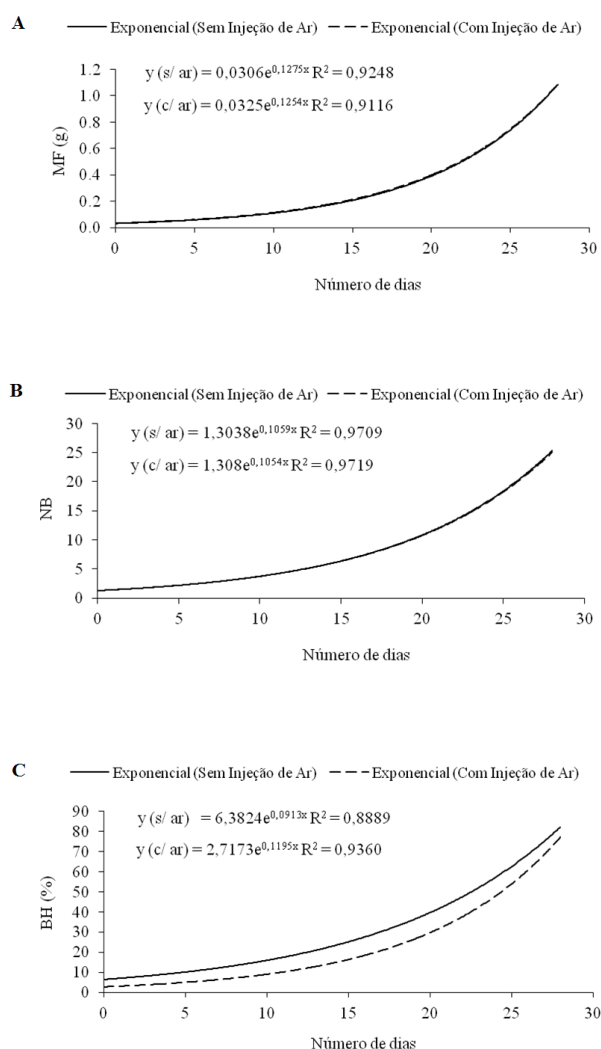 A
Exponencial (Sem Injeção de Ar) Exponencial (Com Injeção de Ar)
y (s/ ar) = 0,0306e^0,1275x R² = 0,9248
y (c/ ar) = 0,0325e^0,1254x R² = 0,9116
MF (g)
1.2
1.0
0.8
0.6
0.4
0.2
0.0
0 5 10 15 20 25 30
Número de dias
B
Exponencial (Sem Injeção de Ar) Exponencial (Com Injeção de Ar)
y (s/ ar) = 1,3038e^0,1059x R² = 0,9709
y (c/ ar) = 1,308e^0,1054x R² = 0,9719
NB
30
25
20
15
10
5
0
0 5 10 15 20 25 30
Número de dias
C
Exponencial (Sem Injeção de Ar) Exponencial (Com Injeção de Ar)
y (s/ ar) = 6,3824e^0,0913x R² = 0,8889
y (c/ ar) = 2,7173e^0,1195x R² = 0,9360
BH (%)
90
80
70
60
50
40
30
20
10
0
0 5 10 15 20 25 30
Número de dias